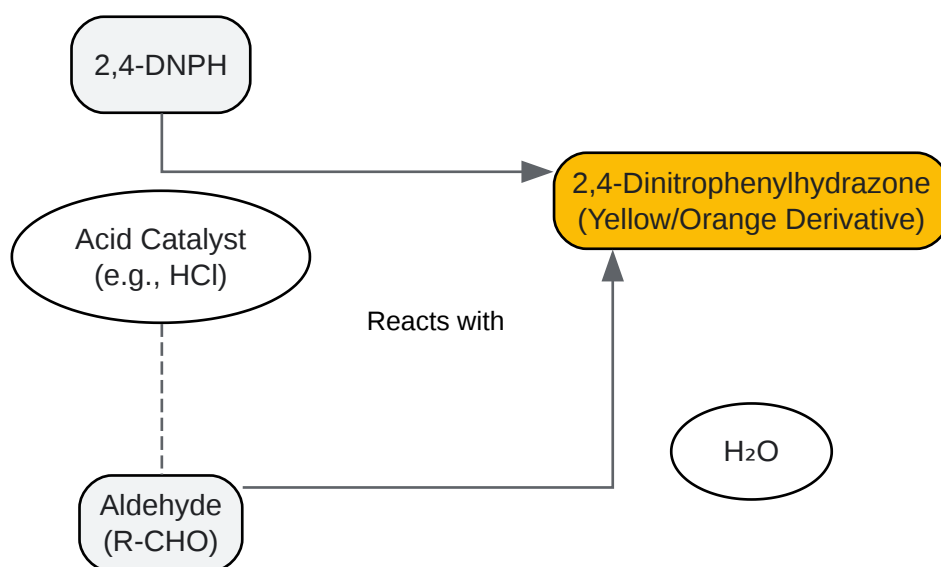 2,4-DNPH
2,4-Dinitrophenylhydrazone
(Yellow/Orange Derivative)
Acid Catalyst
(e.g., HCl)
Reacts with
H₂O
Aldehyde
(R-CHO)